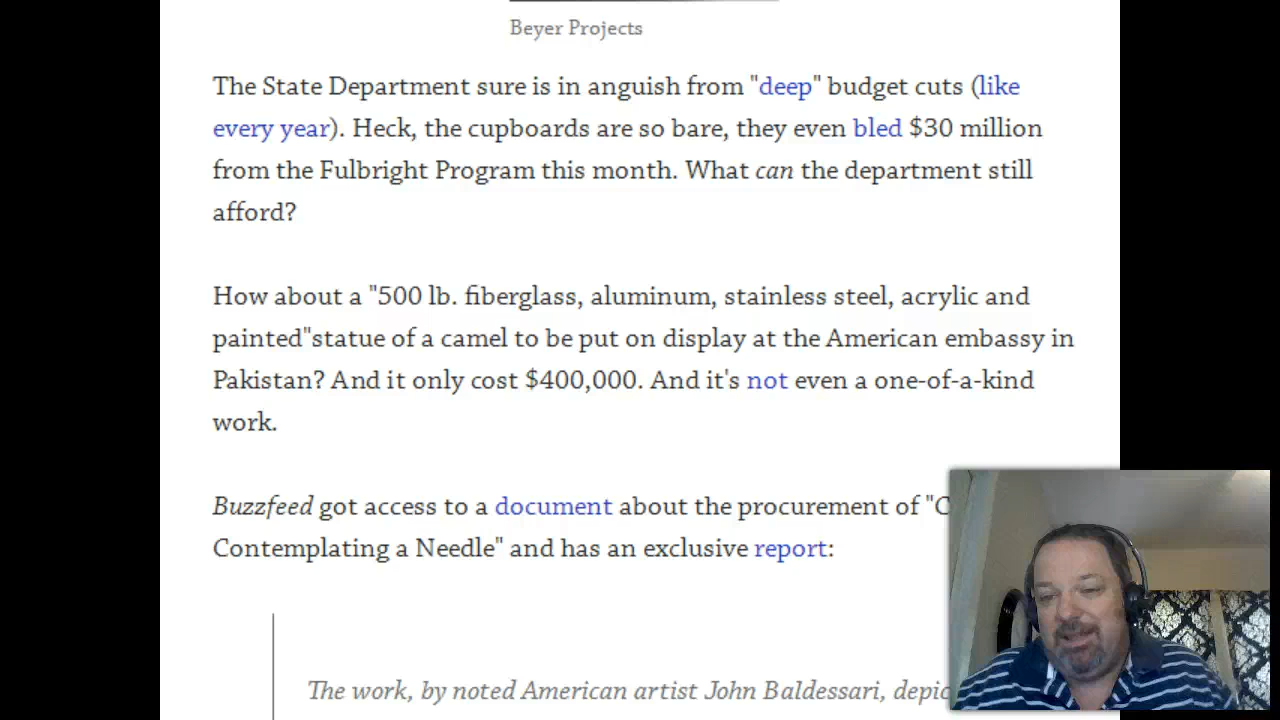 Beyer Projects
The State Department sure is in anguish from "deep" budget cuts (like
every year). Heck, the cupboards are so bare, they even bled $30 million
from the Fulbright Program this month. What can the department still
afford?
How about a "500 lb. fiberglass, aluminum, stainless steel, acrylic and
painted"statue of a camel to be put on display at the American embassy in
Pakistan? And it only cost $400,000. And it's not even a one-of-a-kind
work.
Buzzfeed got access to a document about the procurement of "
Contemplating a Needle" and has an exclusive report:
The work, by noted American artist John Baldessari,